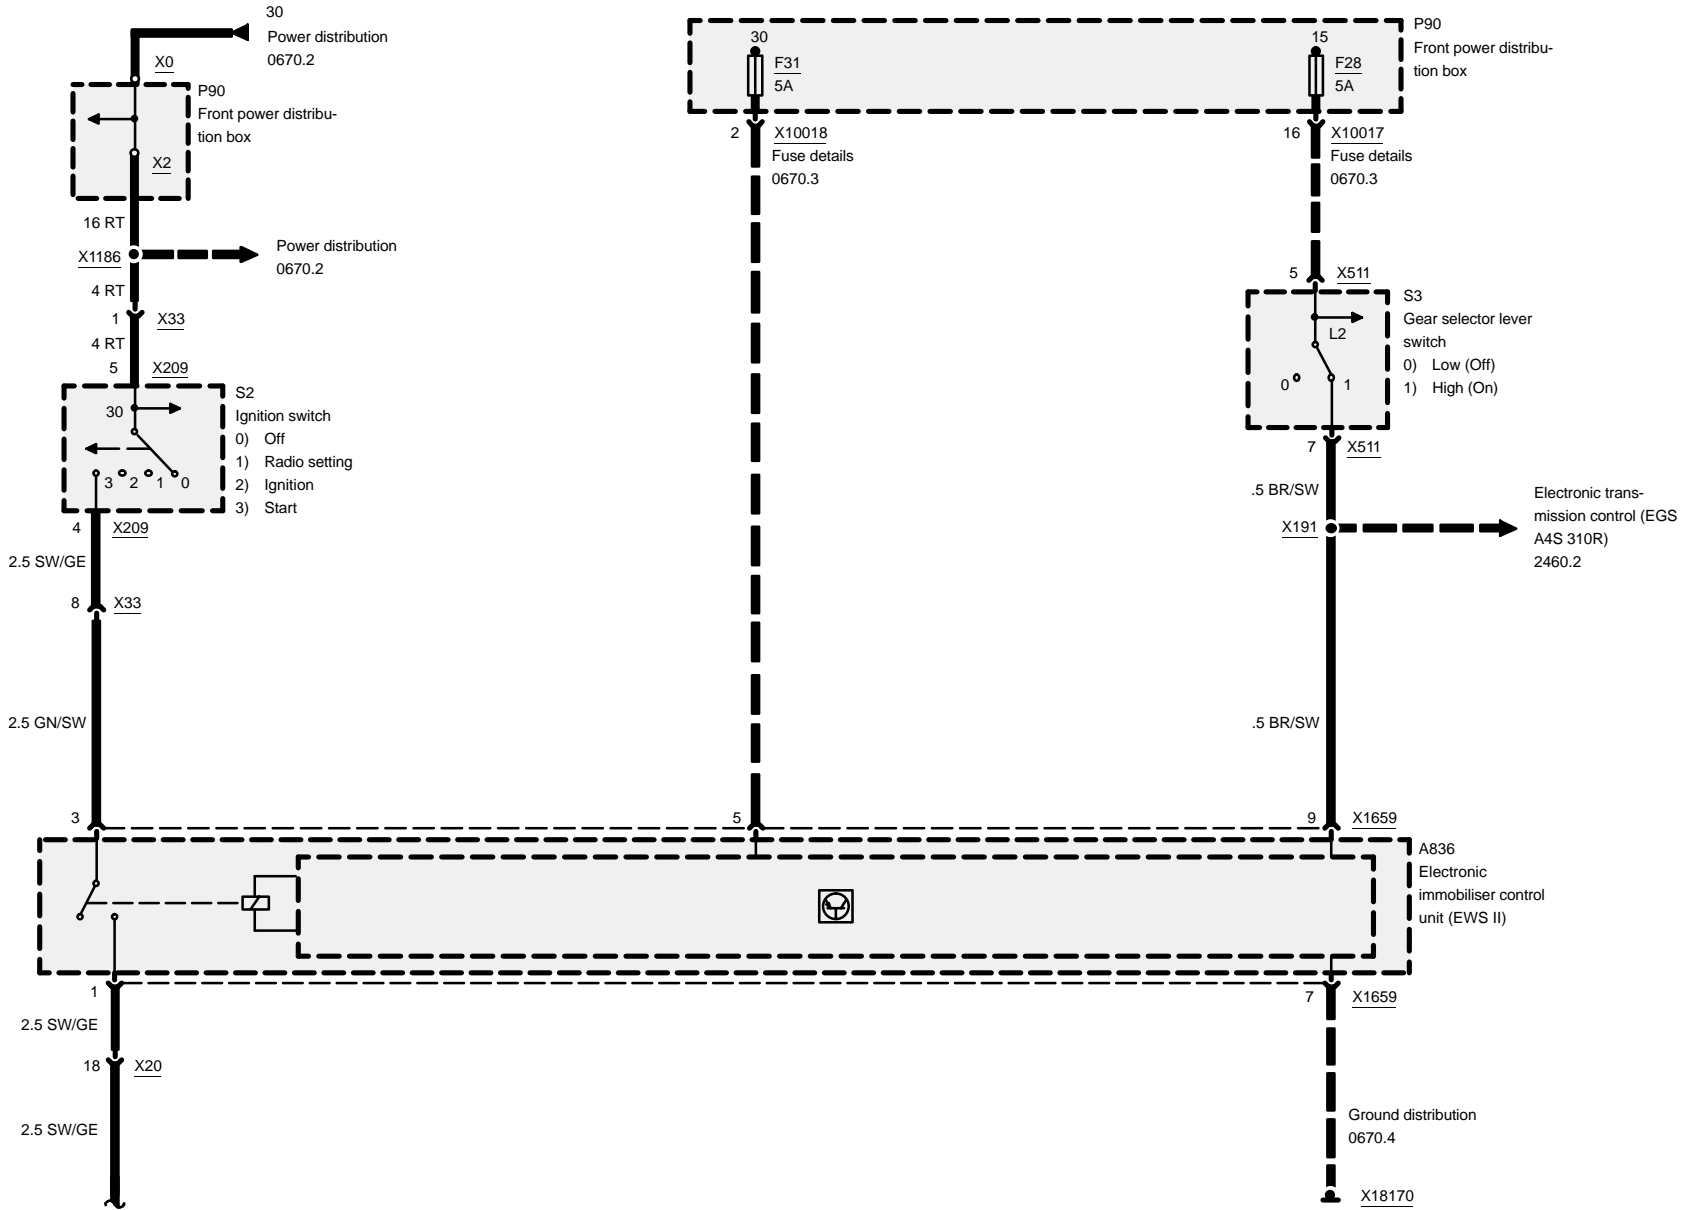 30
Power distribution
0670.2
X0
P90
Front power distribu-
tion box
X2
16 RT
X1186
Power distribution
0670.2
4 RT
1
X33
4 RT
5
X209
S2
Ignition switch
0) Off
1) Radio setting
2) Ignition
3) Start
30
3
2
1
0
4
X209
2.5 SW/GE
8
X33
2.5 GN/SW
3
P90
Front power distribu-
tion box
30
F31
5A
15
F28
5A
2
X10018
Fuse details
0670.3
16
X10017
Fuse details
0670.3
5
X511
S3
Gear selector lever
switch
0) Low (Off)
1) High (On)
L2
0
1
7
X511
.5 BR/SW
X191
Electronic trans-
mission control (EGS
A4S 310R)
2460.2
.5 BR/SW
5
9
X1659
A836
Electronic
immobiliser control
unit (EWS II)
1
7
X1659
2.5 SW/GE
18
X20
2.5 SW/GE
Ground distribution
0670.4
X18170